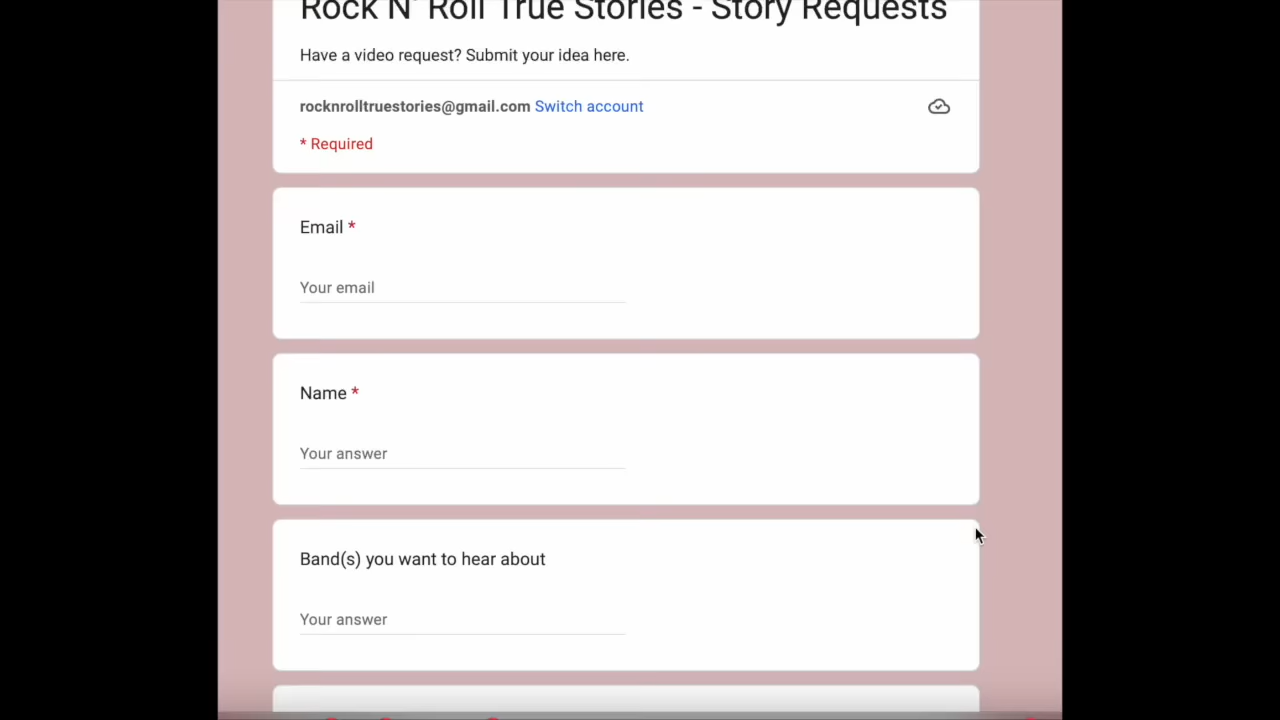 Rock N' Roll True Stories - Story Requests
Have a video request? Submit your idea here.
rocknrolltruestories@gmail.com Switch account
* Required
Email *
Your email
Name *
Your answer
Band(s) you want to hear about
Your answer